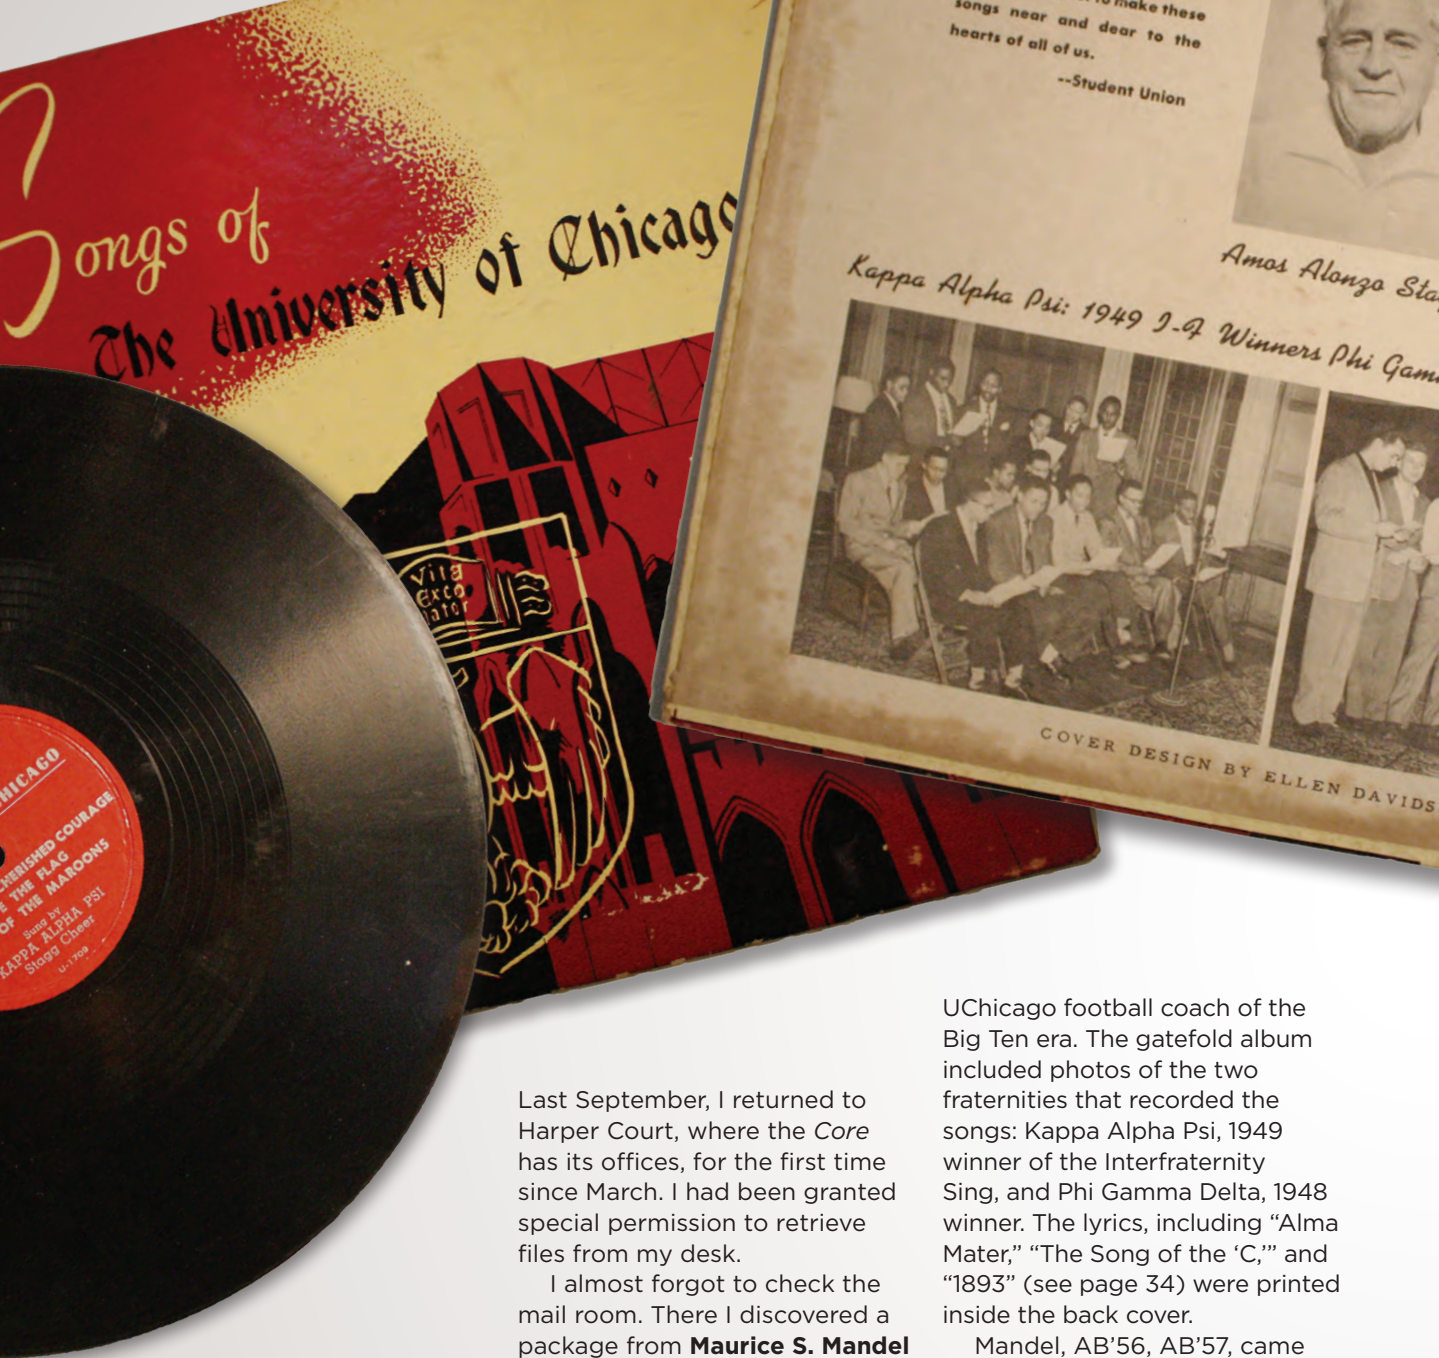 Songs of
The University of Chicago
Vita
Exco
latur
CHICAGO
CHERISHED COURAGE
THE FLAG
OF THE MAROONS
Sung by
KAPPA ALPHA PSI
Stagg Cheer
U-1709
to make these
songs near and dear to the
hearts of all of us.
--Student Union
Amos Alonzo Sta
Kappa Alpha Psi: 1949 I-F Winners Phi Gam
COVER DESIGN BY ELLEN DAVIDS
Last September, I returned to
Harper Court, where the Core
has its offices, for the first time
since March. I had been granted
special permission to retrieve
files from my desk.
I almost forgot to check the
mail room. There I discovered a
package from Maurice S. Mandel
UChicago football coach of the
Big Ten era. The gatefold album
included photos of the two
fraternities that recorded the
songs: Kappa Alpha Psi, 1949
winner of the Interfraternity
Sing, and Phi Gamma Delta, 1948
winner. The lyrics, including “Alma
Mater,” “The Song of the ‘C,’” and
“1893” (see page 34) were printed
inside the back cover.
Mandel, AB’56, AB’57, came